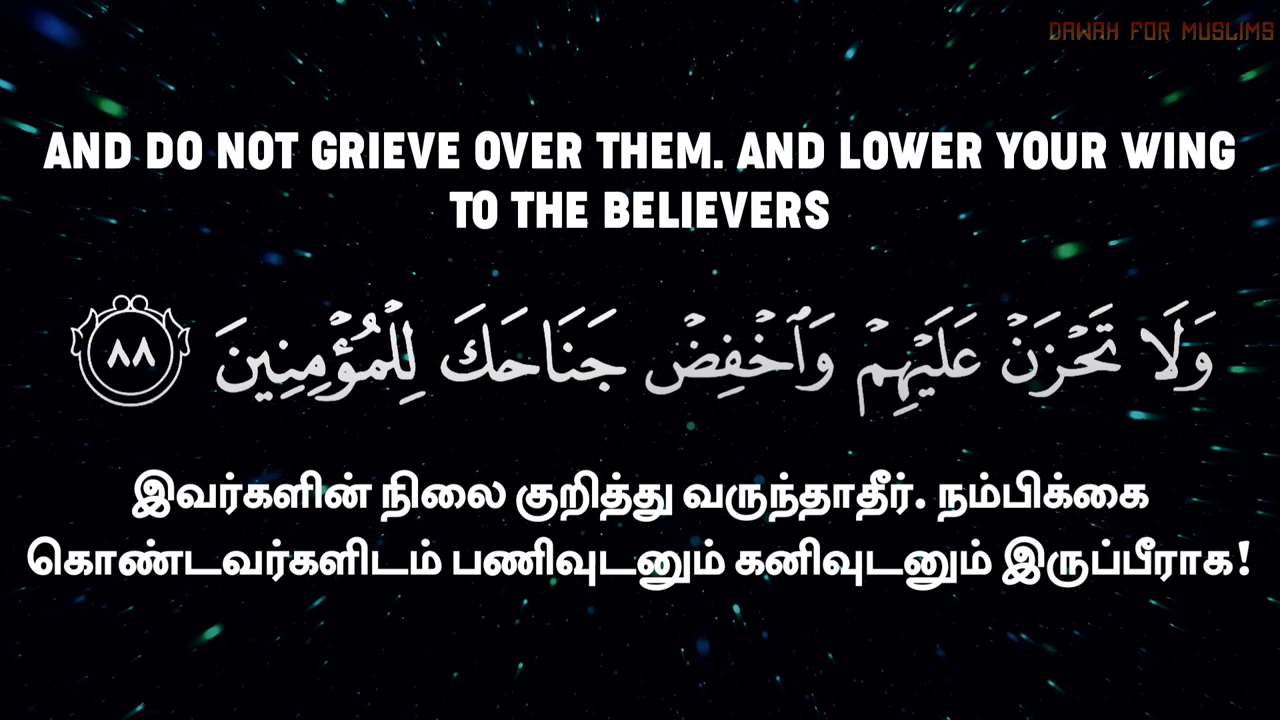 DAWAH FOR MUSLIMS
AND DO NOT GRIEVE OVER THEM. AND LOWER YOUR WING
TO THE BELIEVERS
وَلَا تَحْزَنْ عَلَيْهِمْ وَٱخْفِضْ جَنَاحَكَ لِلْمُؤْمِنِينَ ٨٨
இவர்களின் நிலை குறித்து வருந்தாதீர். நம்பிக்கை
கொண்டவர்களிடம் பணிவுடனும் கனிவுடனும் இருப்பீராக!